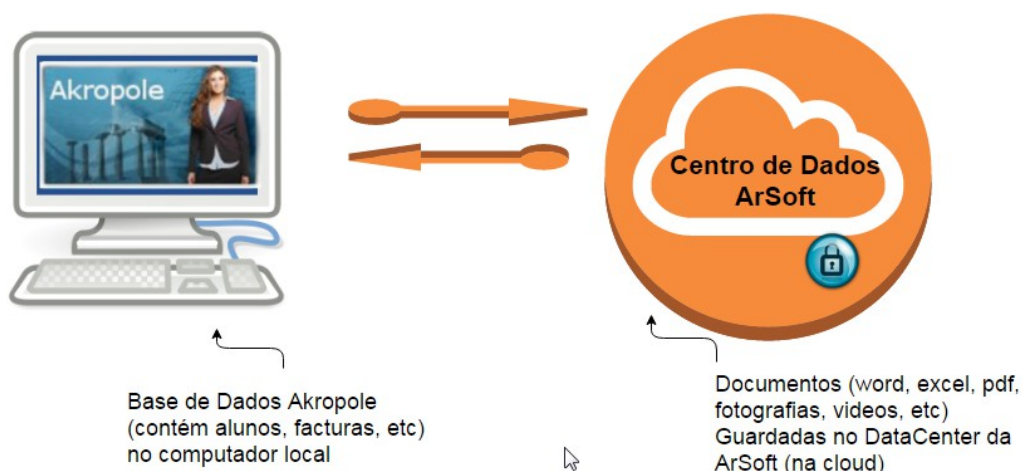 Akropole
Centro de Dados
ArSoft
Base de Dados Akropole
(contém alunos, facturas, etc)
no computador local
Documentos (word, excel, pdf,
fotografias, videos, etc)
Guardadas no DataCenter da
ArSoft (na cloud)